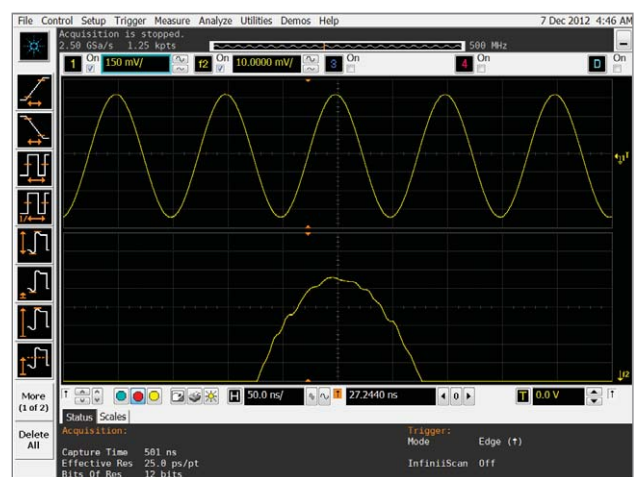 File Control Setup Trigger Measure Analyze Utilities Demos Help 7 Dec 2012 4:46 AM
Acquisition is stopped.
2.50 GSa/s 1.25 kpts 500 MHz
1 On 150 mV/ f2 On 10.0000 mV/ 3 On 4 On D On
T
f2
More
(1 of 2)
Delete
All
H 50.0 ns/ T 27.2440 ns 0 T 0.0 V
Status Scales
Acquisition: Trigger:
Mode Edge (↑)
Capture Time 501 ns
Effective Res 25.0 ps/pt InfiniiScan Off
Bits Of Res 12 bits